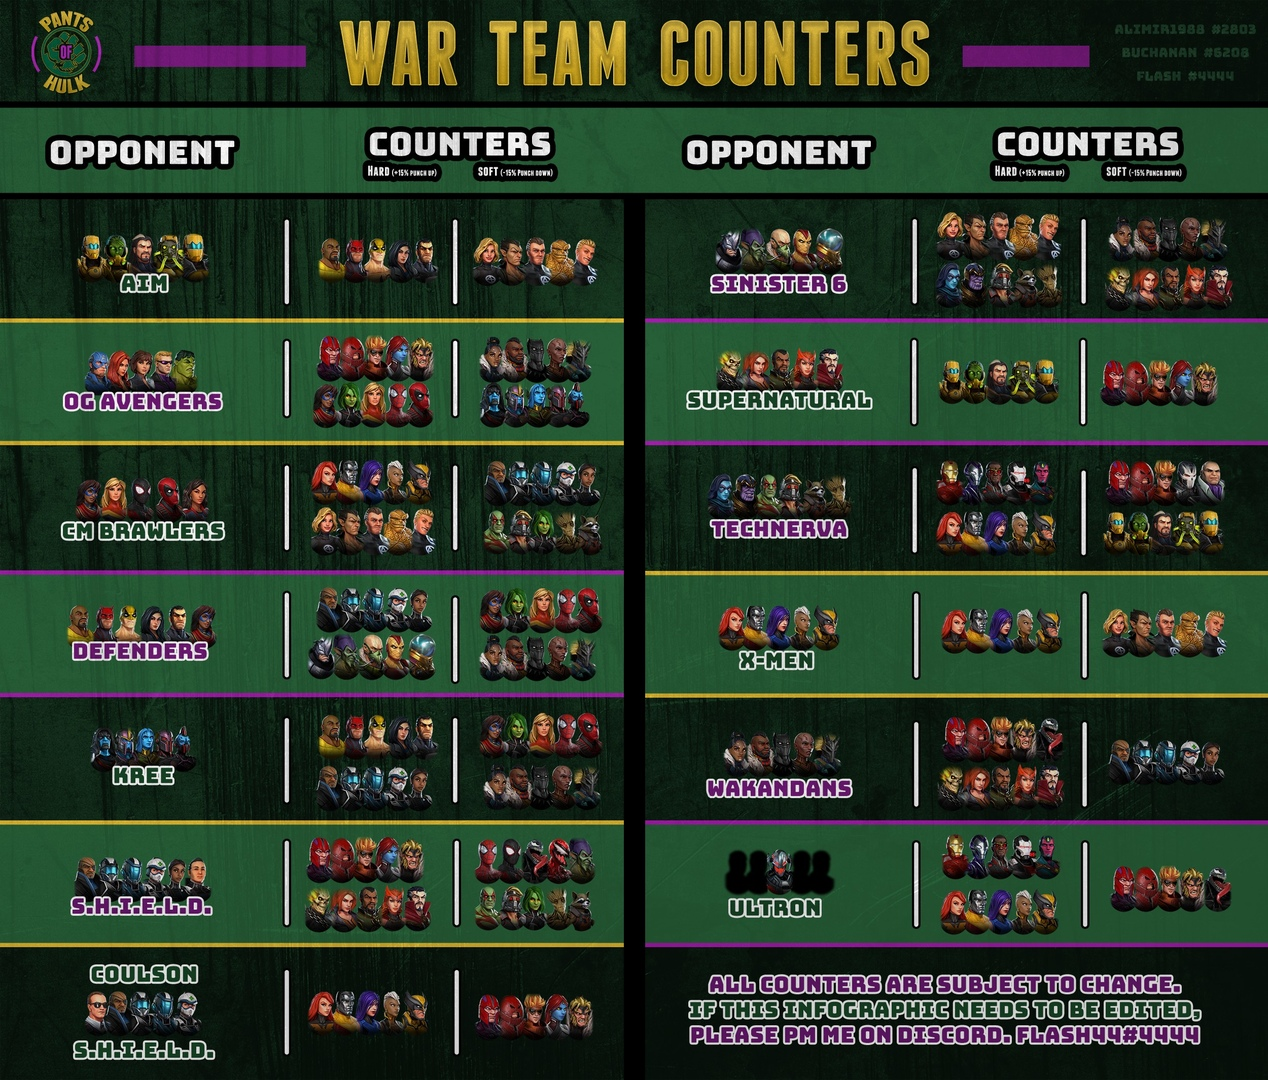 PANTS
OF
HULK
WAR TEAM COUNTERS
ALIMIR1988 #2803
BUCHANAN #5208
FLASH #4444
OPPONENT
COUNTERS
HARD (+15% PUNCH UP)
SOFT (-15% PUNCH DOWN)
OPPONENT
COUNTERS
HARD (+15% PUNCH UP)
SOFT (-15% PUNCH DOWN)
AIM
OG AVENGERS
CM BRAWLERS
DEFENDERS
KREE
S.H.I.E.L.D.
COULSON
S.H.I.E.L.D.
SINISTER 6
SUPERNATURAL
TECHNERVA
X-MEN
WAKANDANS
ULTRON
ALL COUNTERS ARE SUBJECT TO CHANGE.
IF THIS INFOGRAPHIC NEEDS TO BE EDITED,
PLEASE PM ME ON DISCORD. FLASH44#4444